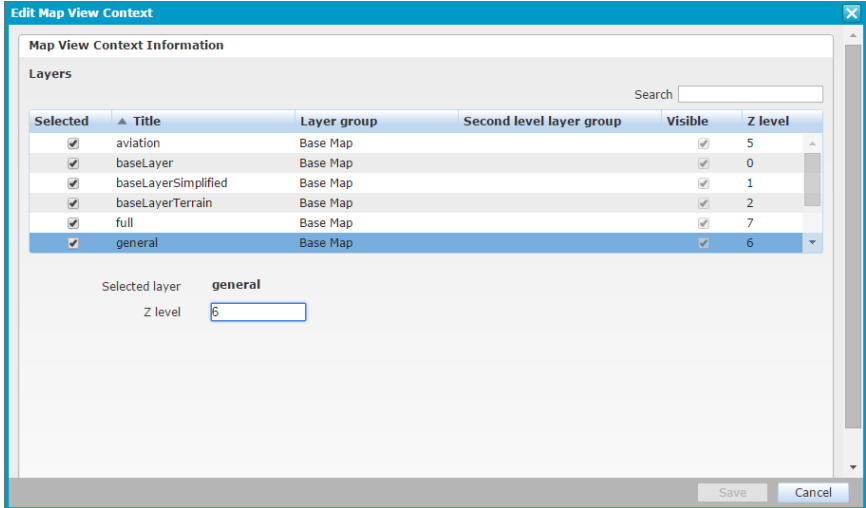 Edit Map View Context
Map View Context Information
Layers
Search
Selected Title Layer group Second level layer group Visible Z level
aviation Base Map 5
baseLayer Base Map 0
baseLayerSimplified Base Map 1
baseLayerTerrain Base Map 2
full Base Map 7
general Base Map 6
Selected layer general
Z level 6
Save Cancel